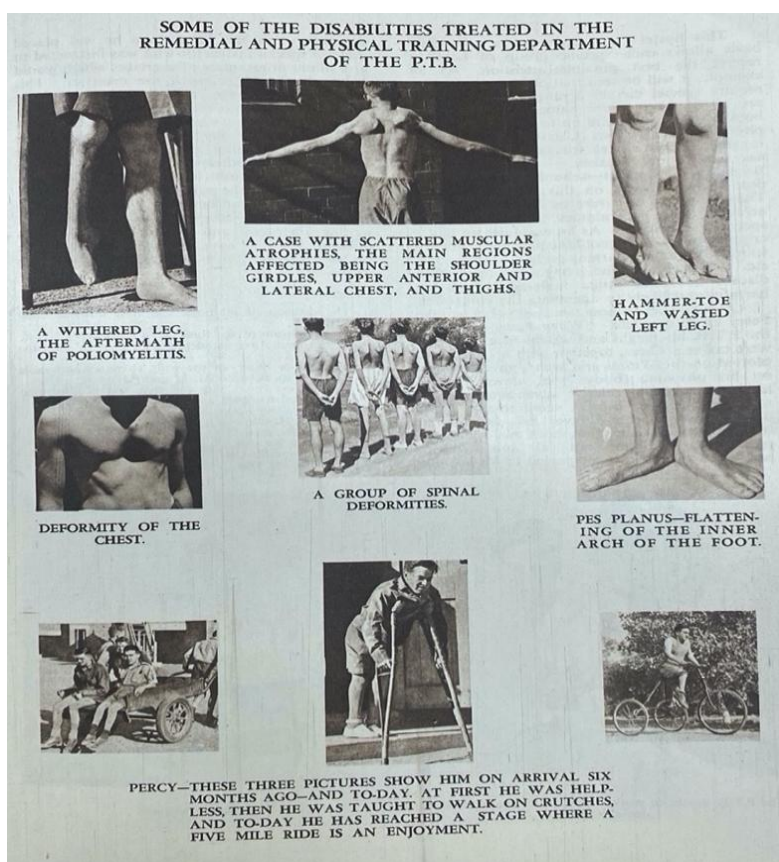 SOME OF THE DISABILITIES TREATED IN THE
REMEDIAL AND PHYSICAL TRAINING DEPARTMENT
OF THE P.T.B.
A WITHERED LEG,
THE AFTERMATH
OF POLIOMYELITIS.
A CASE WITH SCATTERED MUSCULAR
ATROPHIES, THE MAIN REGIONS
AFFECTED BEING THE SHOULDER
GIRDLES, UPPER ANTERIOR AND
LATERAL CHEST, AND THIGHS.
HAMMER-TOE
AND WASTED
LEFT LEG.
DEFORMITY OF THE
CHEST.
A GROUP OF SPINAL
DEFORMITIES.
PES PLANUS—FLATTEN-
ING OF THE INNER
ARCH OF THE FOOT.
PERCY—THESE THREE PICTURES SHOW HIM ON ARRIVAL SIX
MONTHS AGO—AND TO-DAY. AT FIRST HE WAS HELP-
LESS, THEN HE WAS TAUGHT TO WALK ON CRUTCHES,
AND TO-DAY HE HAS REACHED A STAGE WHERE A
FIVE MILE RIDE IS AN ENJOYMENT.